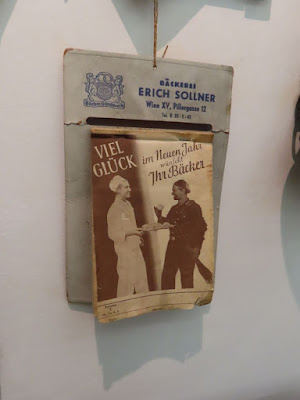 BÄCKEREI
ERICH SOLLNER
Wien XV, Pillergasse 12
VIEL
GLÜCK im Neuen Jahr
wünscht
Ihr Bäcker